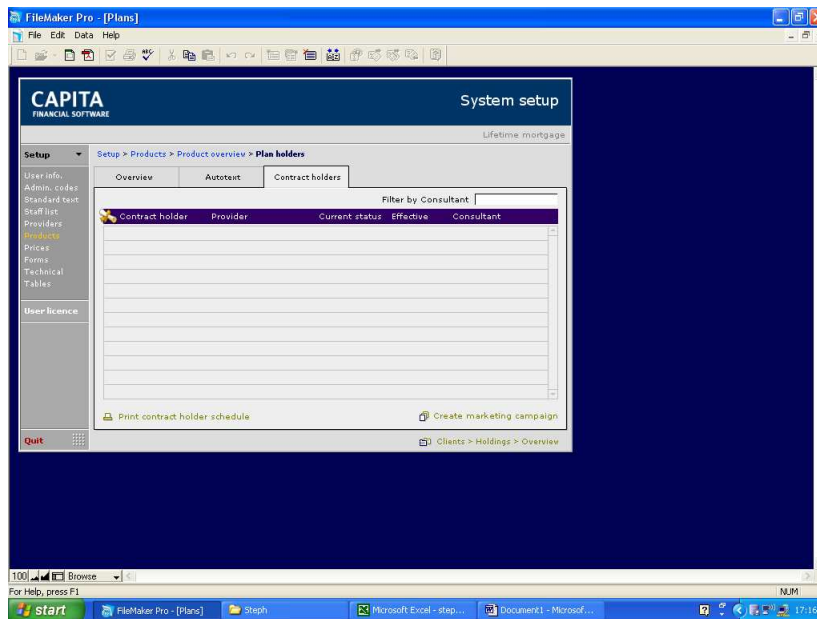 FileMaker Pro - [Plans]
File Edit Data Help
CAPITA
FINANCIAL SOFTWARE
System setup
Lifetime mortgage
Setup
Setup > Products > Product overview > Plan holders
User info.
Admin. codes
Standard text
Staff list
Providers
Products
Prices
Forms
Technical
Tables
User licence
Quit
Overview Autotext Contract holders
Filter by Consultant
Contract holder Provider Current status Effective Consultant
Print contract holder schedule
Create marketing campaign
Clients > Holdings > Overview
100 Browse
For Help, press F1
NUM
start FileMaker Pro - [Plans] Steph Microsoft Excel - step... Document1 - Microsof... 17:16